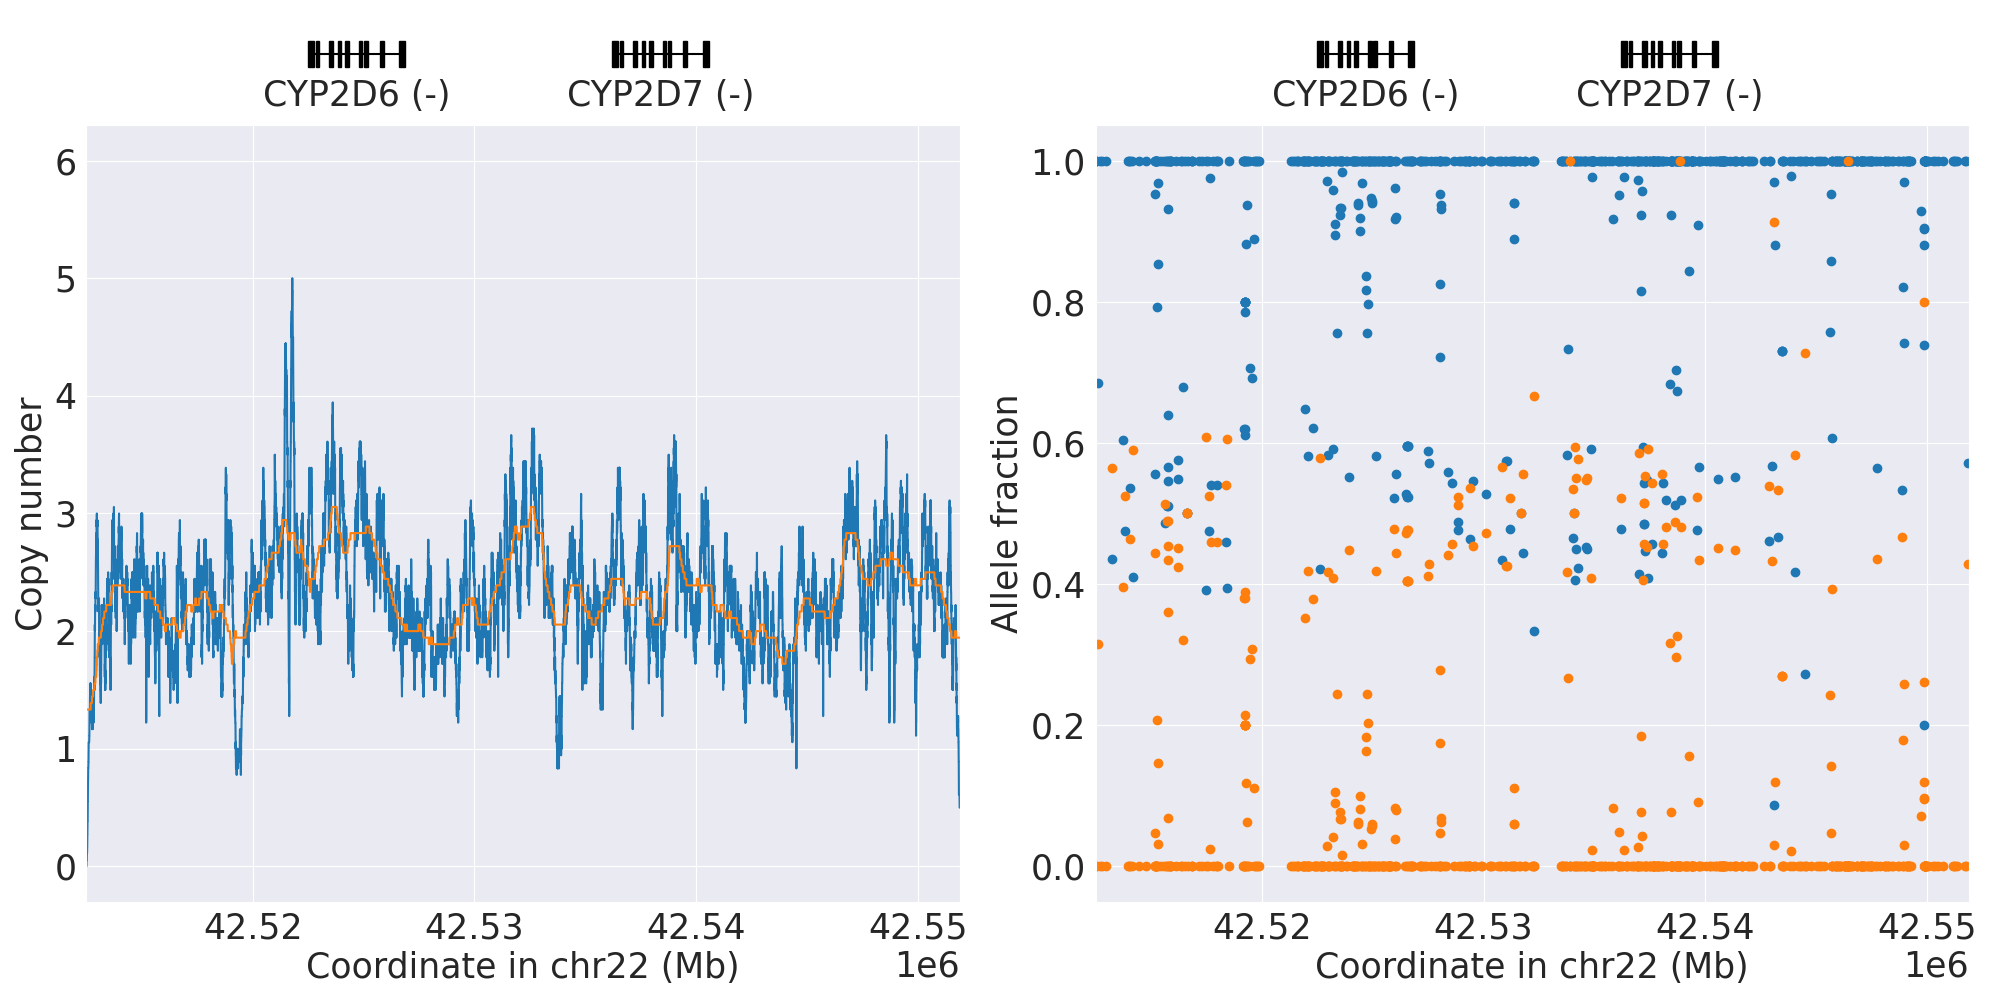 CYP2D6 (-)
CYP2D7 (-)
CYP2D6 (-)
CYP2D7 (-)
6
5
4
3
2
1
0
Copy number
42.52
42.53
42.54
42.55
1e6
Coordinate in chr22 (Mb)
1.0
0.8
0.6
0.4
0.2
0.0
Allele fraction
42.52
42.53
42.54
42.55
1e6
Coordinate in chr22 (Mb)